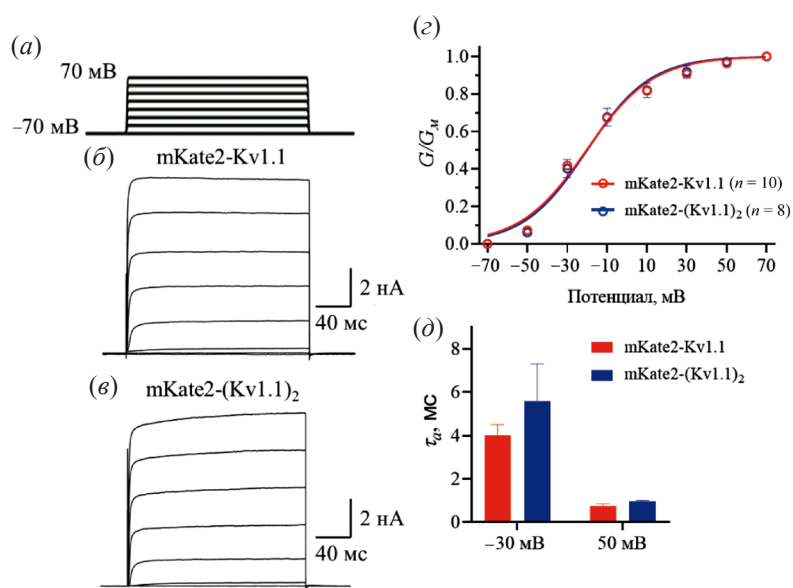 (а)
70 мВ
–70 мВ
(б)
mKate2-Kv1.1
2 нА
40 мс
(в)
mKate2-(Kv1.1)2
2 нА
40 мс
(г)
1.0
0.8
0.6
0.4
0.2
0.0
G/Gм
mKate2-Kv1.1 (n = 10)
mKate2-(Kv1.1)2 (n = 8)
–70 –50 –30 –10 10 30 50 70
Потенциал, мВ
(д)
8
6
4
2
0
τa, мс
mKate2-Kv1.1
mKate2-(Kv1.1)2
–30 мВ 50 мВ